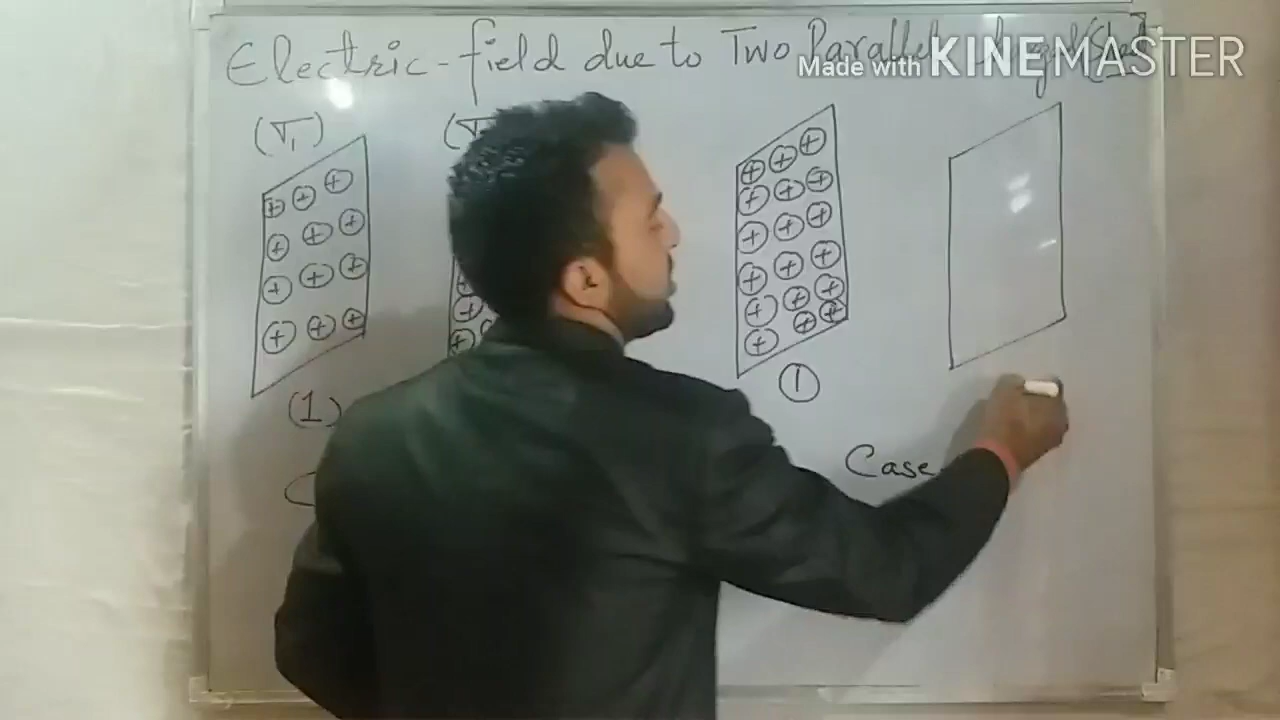 Electric-field due to Two Parallel
Made with KINEMASTER
(σ₁)
+ + + + + + + + + + + +
+ + +
+ + + + + + + + + + + + + + + + + + +
(1)
①
Case